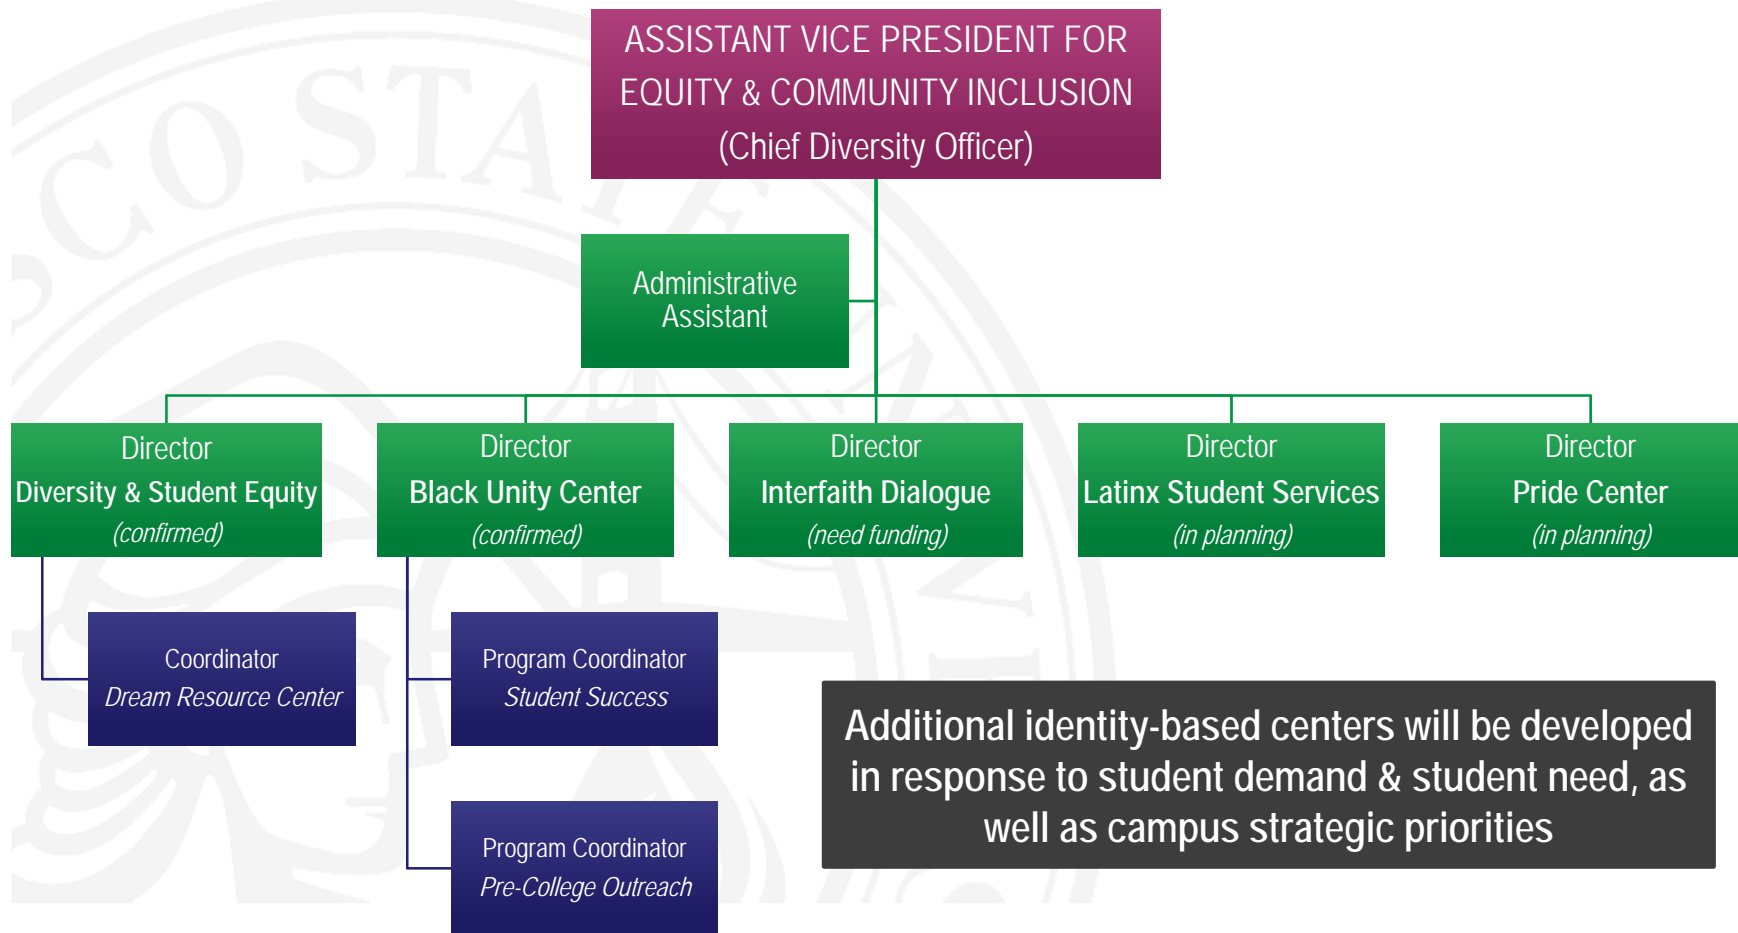 ASSISTANT VICE PRESIDENT FOR
EQUITY & COMMUNITY INCLUSION
(Chief Diversity Officer)
Administrative
Assistant
Director
Diversity & Student Equity
(confirmed)
Director
Black Unity Center
(confirmed)
Director
Interfaith Dialogue
(need funding)
Director
Latinx Student Services
(in planning)
Director
Pride Center
(in planning)
Coordinator
Dream Resource Center
Program Coordinator
Student Success
Program Coordinator
Pre-College Outreach
Additional identity-based centers will be developed
in response to student demand & student need, as
well as campus strategic priorities
SCO STATE